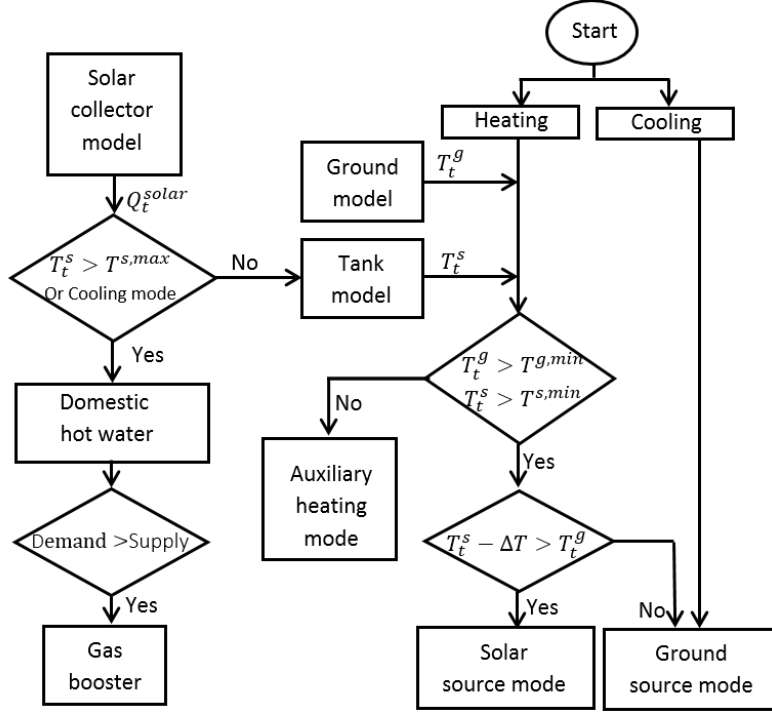 Start
Heating
Cooling
Solar
collector
model
Ground
model
T_t^g
Q_t^{solar}
T_t^s > T^{s,max}
Or Cooling mode
No
Tank
model
T_t^s
Yes
T_t^g > T^{g,min}
T_t^s > T^{s,min}
No
Yes
Domestic
hot water
Auxiliary
heating
mode
Demand >Supply
T_t^s − ΔT > T_t^g
Yes
Yes
No
Gas
booster
Solar
source mode
Ground
source mode